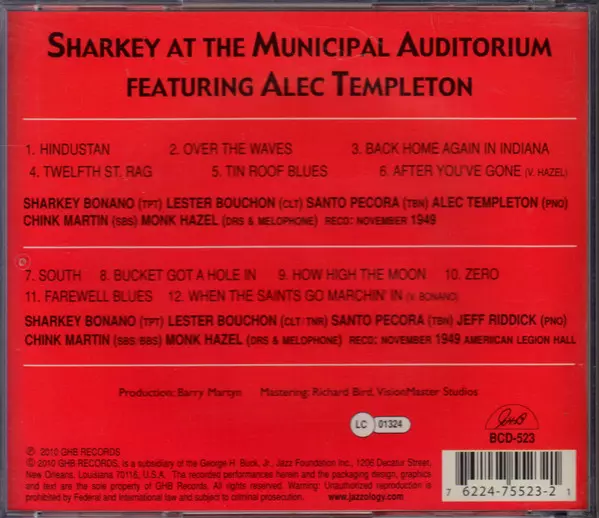 SHARKEY AT THE MUNICIPAL AUDITORIUM
FEATURING ALEC TEMPLETON
1. HINDUSTAN 2. OVER THE WAVES 3. BACK HOME AGAIN IN INDIANA
4. TWELFTH ST. RAG 5. TIN ROOF BLUES 6. AFTER YOU'VE GONE (V. HAZEL)
SHARKEY BONANO (TPT) LESTER BOUCHON (CLT) SANTO PECORA (TBN) ALEC TEMPLETON (PNO)
CHINK MARTIN (SBS) MONK HAZEL (DRS & MELOPHONE) RECD: NOVEMBER 1949
7. SOUTH 8. BUCKET GOT A HOLE IN 9. HOW HIGH THE MOON 10. ZERO
11. FAREWELL BLUES 12. WHEN THE SAINTS GO MARCHIN' IN (V. BONANO)
SHARKEY BONANO (TPT) LESTER BOUCHON (CLT·TNR) SANTO PECORA (TBN) JEFF RIDDICK (PNO)
CHINK MARTIN (SBS/BBS) MONK HAZEL (DRS & MELOPHONE) RECD: NOVEMBER 1949 AMERIICAN LEGION HALL
Production: Barry Martyn Mastering: Richard Bird, VisionMaster Studios
LC 01324
GHB
BCD-523
℗ 2010 GHB RECORDS
© 2010 GHB RECORDS, is a subsidiary of the George H. Buck, Jr., Jazz Foundation Inc., 1206 Decatur Street,
New Orleans, Louisiana 70116, U.S.A. The recorded performances herein and the packaging design, graphics
and text are the sole property of GHB Records. All rights reserved. Warning: Unauthorized reproduction is
prohibited by Federal and International law and subject to criminal prosecution. www.jazzology.com
7 6224-75523-2 1